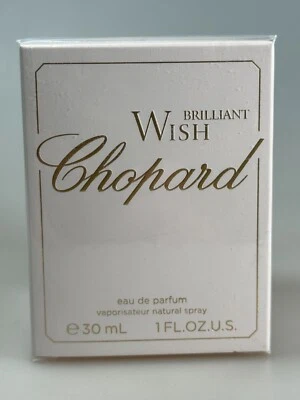 BRILLIANT
WISH
Chopard
eau de parfum
vaporisateur natural spray
℮ 30 mL 1 FL.OZ.U.S.